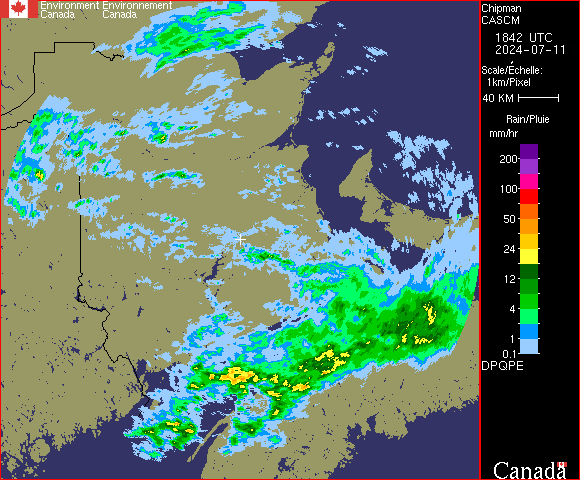 Environment Environnement
Canada Canada
Chipman
CASCM
1842 UTC
2024-07-11
Scale/Échelle:
1km/Pixel
40 KM
Rain/Pluie
mm/hr
200
100
50
24
12
4
1
0.1
DPQPE
Canada